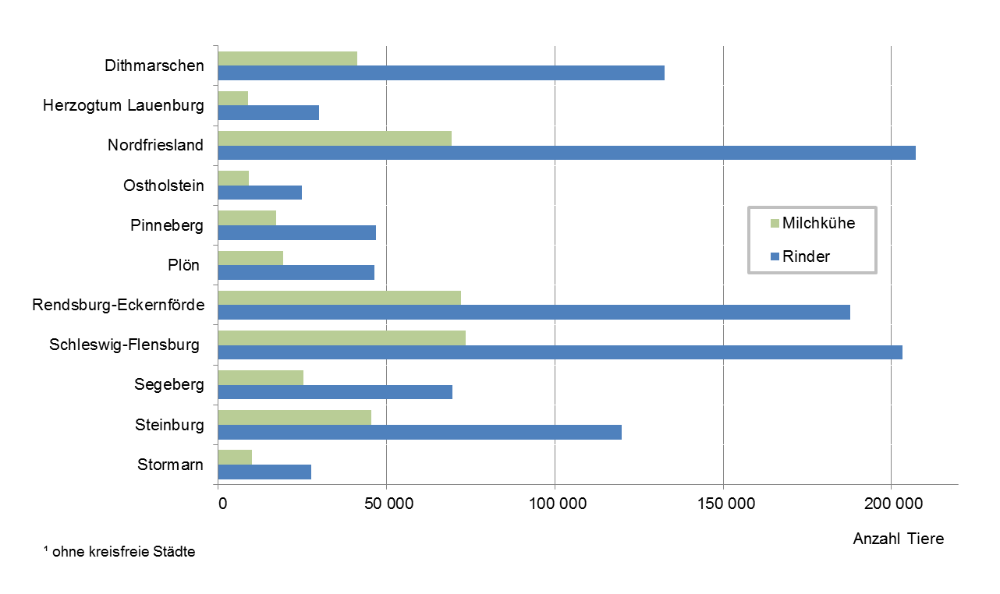 Dithmarschen
Herzogtum Lauenburg
Nordfriesland
Ostholstein
Pinneberg
Plön
Rendsburg-Eckernförde
Schleswig-Flensburg
Segeberg
Steinburg
Stormarn
Milchkühe
Rinder
0 50 000 100 000 150 000 200 000
Anzahl Tiere
¹ ohne kreisfreie Städte